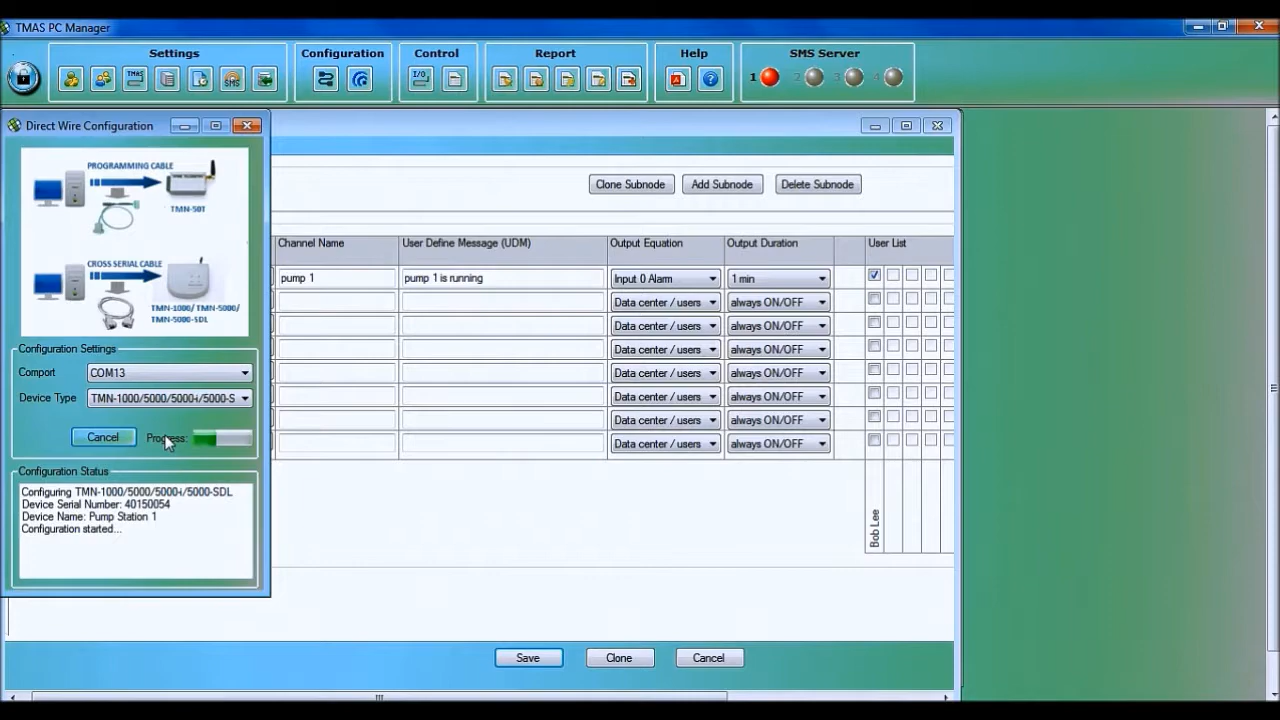 TMAS PC Manager
Settings
Configuration
Control
Report
Help
SMS Server
TMAS
SMS
I/O
1 2 3 4
Direct Wire Configuration
PROGRAMMING CABLE
TMN-501
CROSS SERIAL CABLE
TMN-1000/ TMN-5000/
TMN-5000-SDL
Configuration Settings
Comport COM13
Device Type TMN-1000/5000/5000-i/5000-S
Cancel Progress:
Configuration Status
Configuring TMN-1000/5000/5000-i/5000-SDL
Device Serial Number: 40150054
Device Name: Pump Station 1
Configuration started...
Clone Subnode Add Subnode Delete Subnode
Channel Name User Define Message (UDM) Output Equation Output Duration User List
pump 1 pump 1 is running Input 0 Alarm 1 min
Data center / users always ON/OFF
Data center / users always ON/OFF
Data center / users always ON/OFF
Data center / users always ON/OFF
Data center / users always ON/OFF
Data center / users always ON/OFF
Data center / users always ON/OFF
Bob Lee
Save Clone Cancel